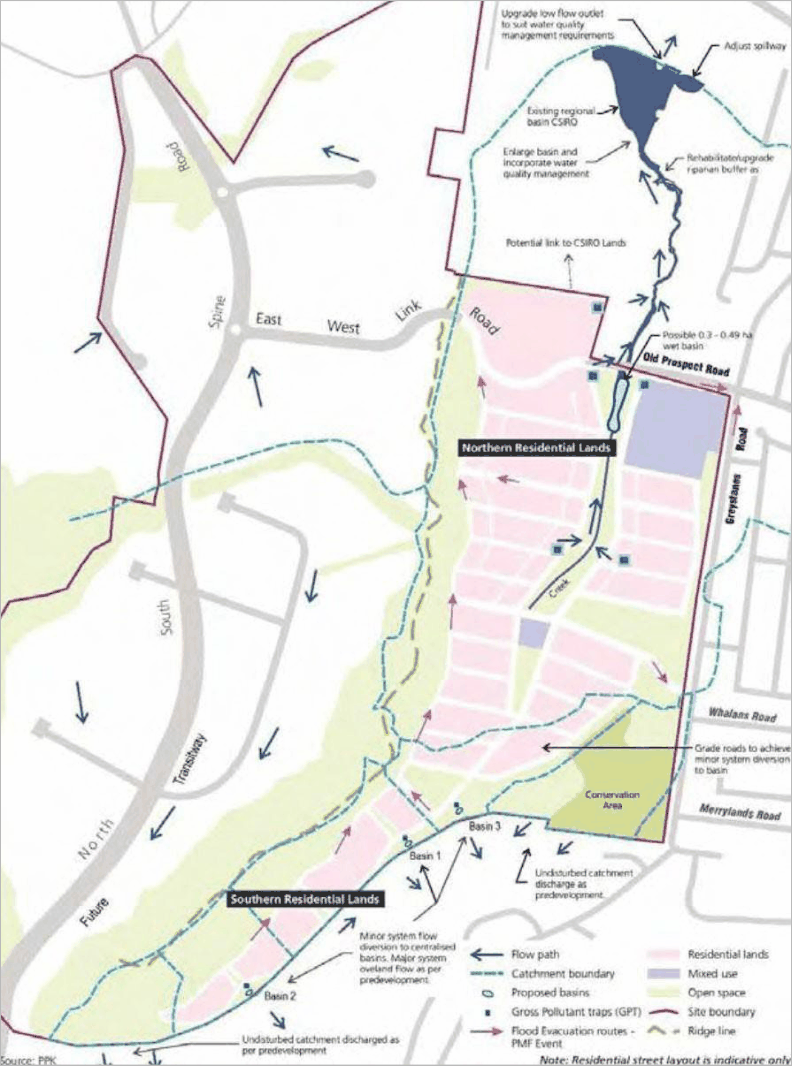 Upgrade low flow outlet
to suit water quality
management requirements
Adjust spillway
Existing regional
basin CSIRO
Enlarge basin and
incorporate water
quality management
Rehabilitate/upgrade
riparian buffer as
Potential link to CSIRO Lands
Road
Spine
East West Link Road
Possible 0.3 - 0.49 ha
wet basin
Old Prospect Road
Northern Residential Lands
Greystanes Road
Creek
South
Transitway
North
Future
Whalans Road
Grade roads to achieve
minor system diversion
to basin
Conservation
Area
Merrylands Road
Basin 3
Basin 1
Undisturbed catchment
discharge as
predevelopment
Southern Residential Lands
Minor system flow
diversion to centralised
basins. Major system
oveland flow as per
predevelopment
Basin 2
Undisturbed catchment discharged as
per predevelopment
Flow path
Catchment boundary
Proposed basins
Gross Pollutant traps (GPT)
Flood Evacuation routes -
PMF Event
Residential lands
Mixed use
Open space
Site boundary
Ridge line
Source: PPK
Note: Residential street layout is indicative only